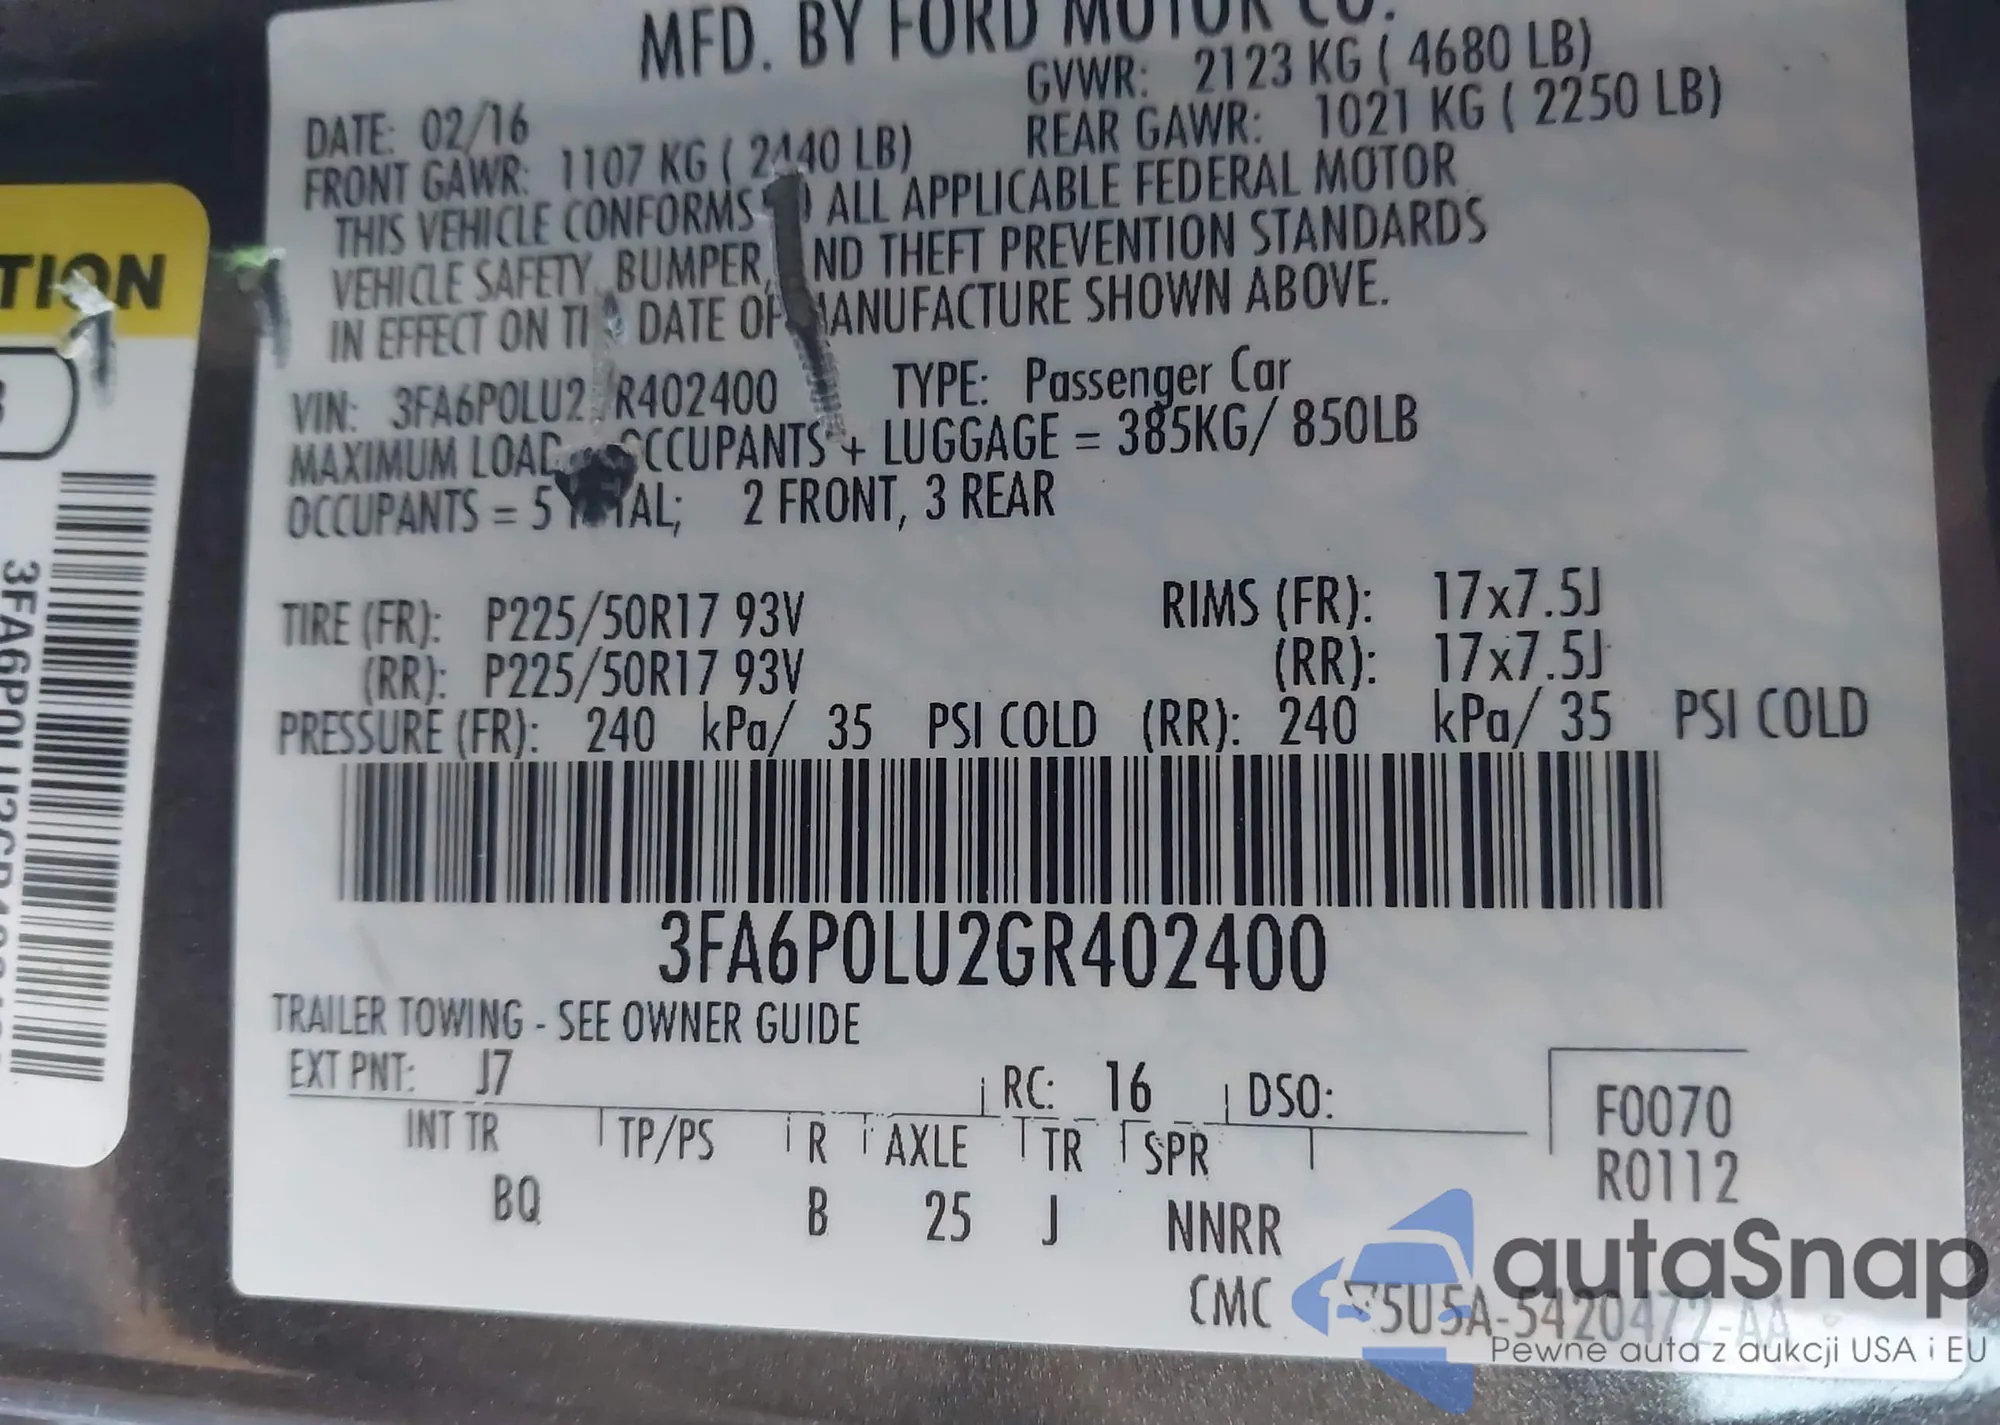 MFD. BY FORD MOTOR CO.
DATE: 02/16 GVWR: 2123 KG ( 4680 LB)
FRONT GAWR: 1107 KG ( 2440 LB) REAR GAWR: 1021 KG ( 2250 LB)
THIS VEHICLE CONFORMS ALL APPLICABLE FEDERAL MOTOR
VEHICLE SAFETY, BUMPER, ND THEFT PREVENTION STANDARDS
IN EFFECT ON DATE OF MANUFACTURE SHOWN ABOVE.
VIN: 3FA6P0LU2 R402400 TYPE: Passenger Car
MAXIMUM LOAD OCCUPANTS + LUGGAGE = 385KG/ 850LB
OCCUPANTS = 5 TOTAL; 2 FRONT, 3 REAR
TIRE (FR): P225/50R17 93V RIMS (FR): 17x7.5J
(RR): P225/50R17 93V (RR): 17x7.5J
PRESSURE (FR): 240 kPa/ 35 PSI COLD (RR): 240 kPa/ 35 PSI COLD
3FA6P0LU2GR402400
TRAILER TOWING - SEE OWNER GUIDE
EXT PNT: J7 RC: 16 DSO:
INT TR TP/PS R AXLE TR SPR
BQ B 25 J NNRR
F0070
R0112
CMC 5U5A-5420472-AA
TION
autaSnap
Pewne auta z aukcji USA i EU